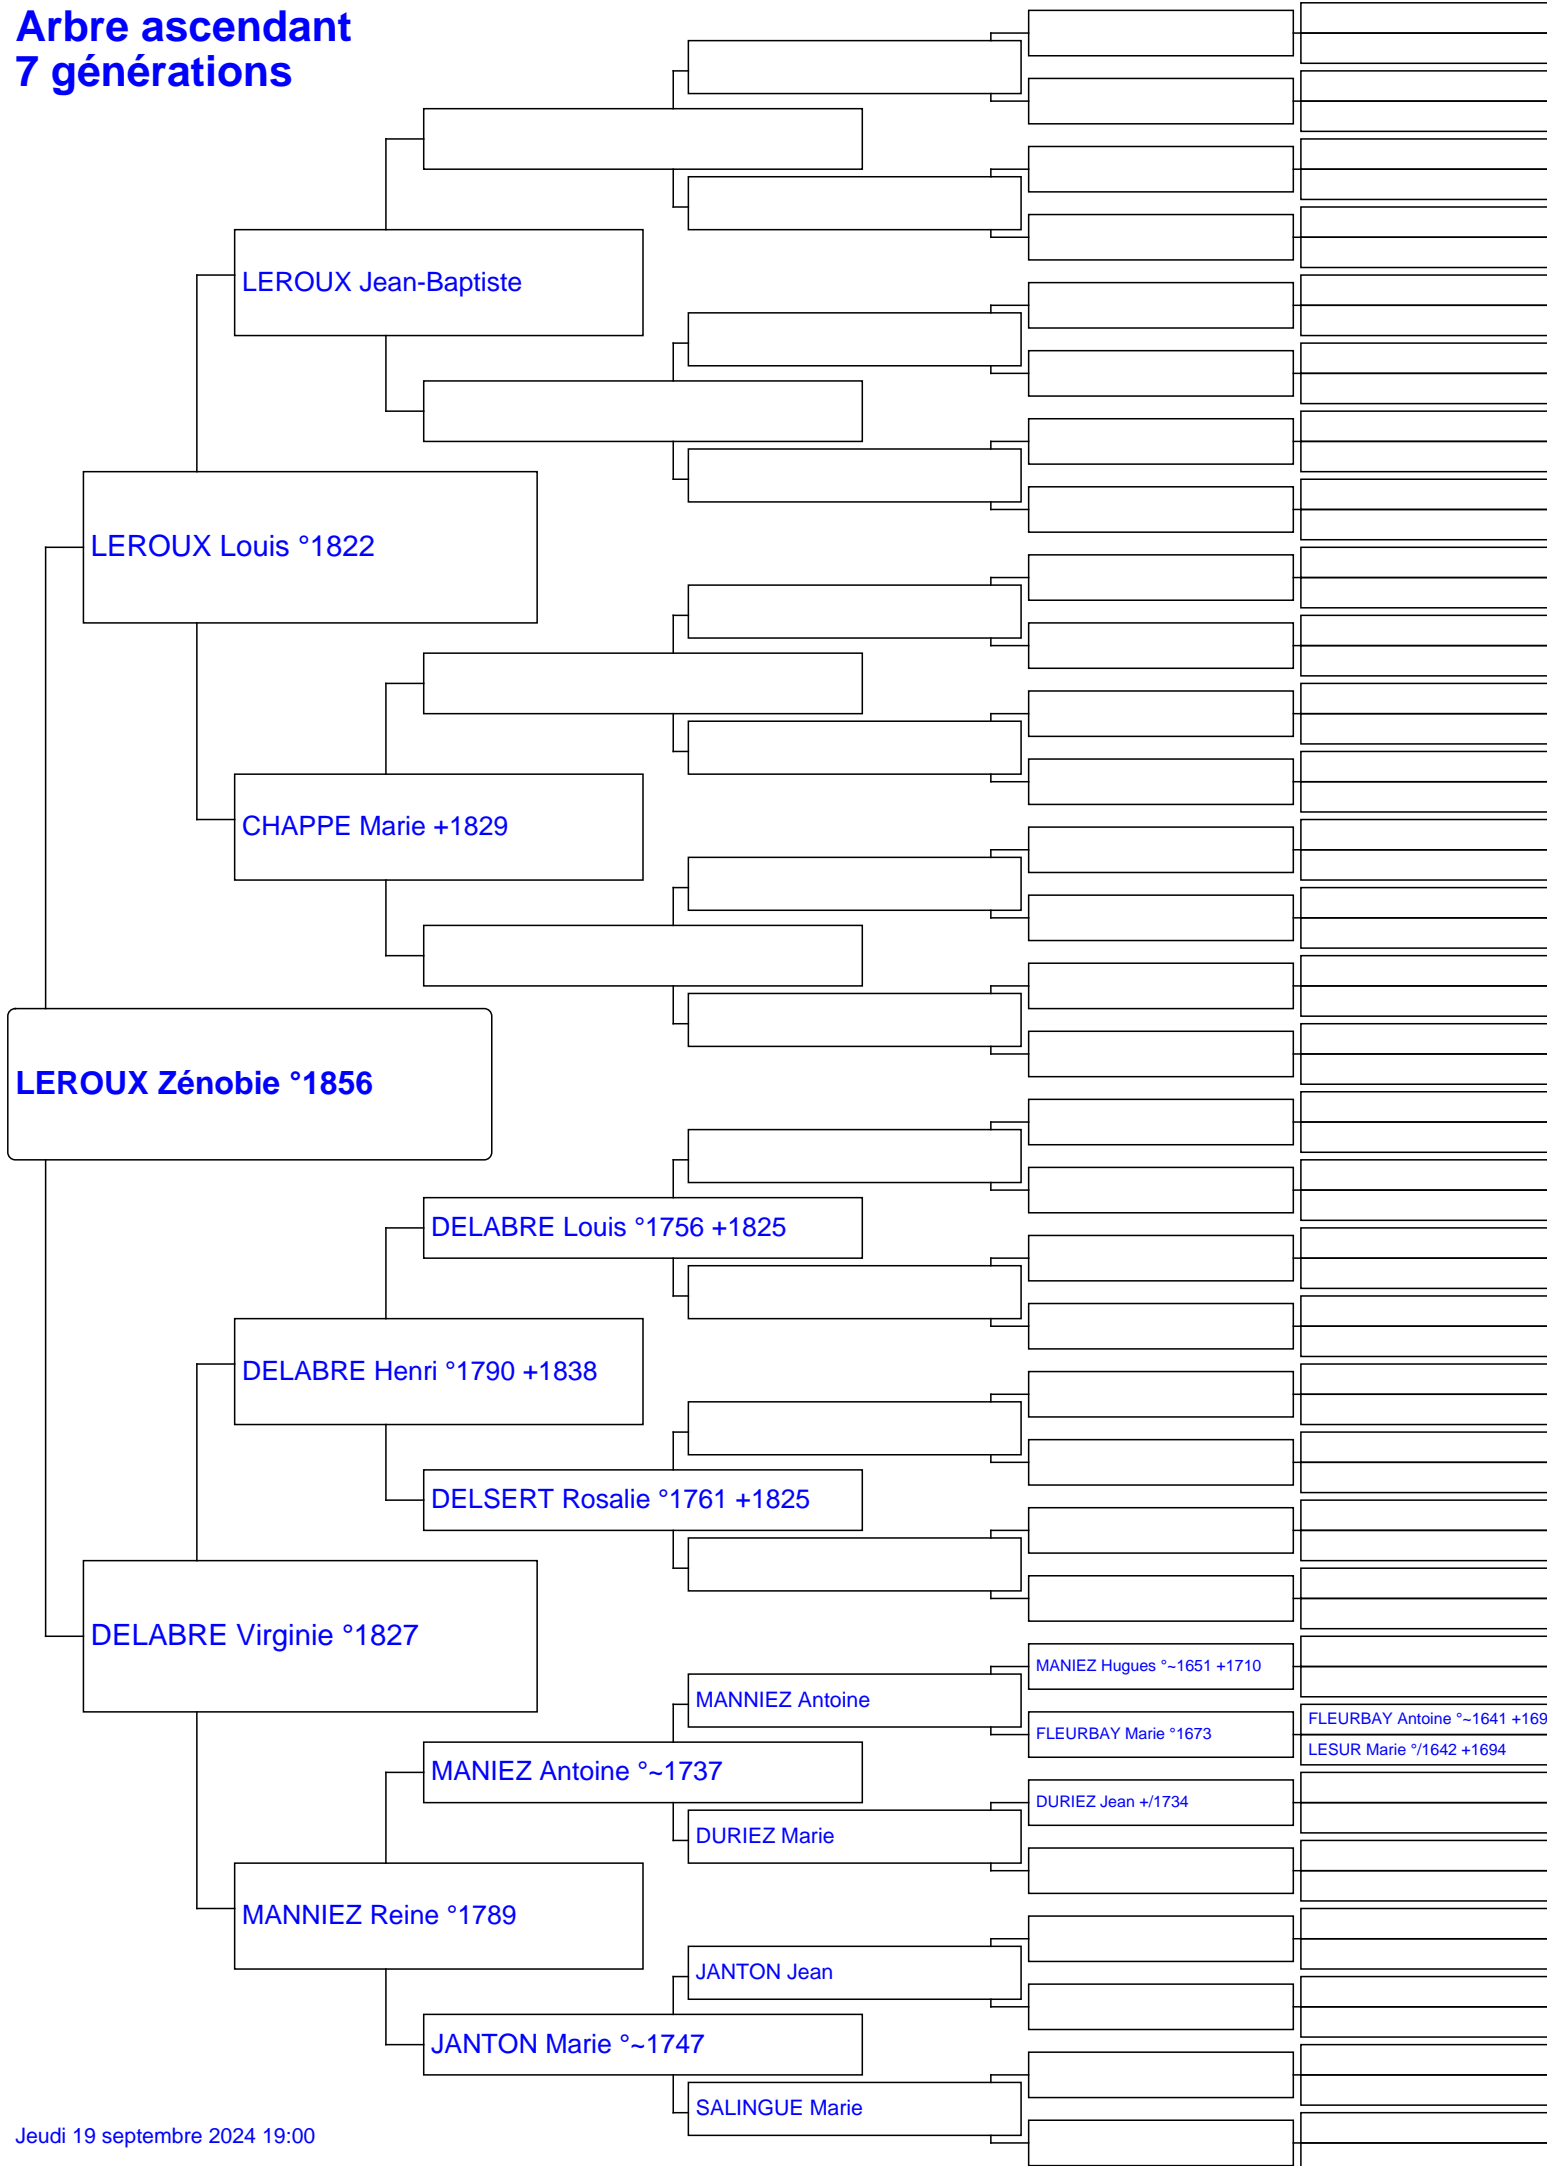 Arbre ascendant
7 générations
LEROUX Jean-Baptiste
LEROUX Louis °1822
CHAPPE Marie +1829
LEROUX Zénobie °1856
DELABRE Louis °1756 +1825
DELABRE Henri °1790 +1838
DELSERT Rosalie °1761 +1825
DELABRE Virginie °1827
MANIEZ Hugues °~1651 +1710
MANNIEZ Antoine
FLEURBAY Antoine °~1641 +169
FLEURBAY Marie °1673
LESUR Marie °/1642 +1694
MANIEZ Antoine °~1737
DURIEZ Jean +/1734
DURIEZ Marie
MANNIEZ Reine °1789
JANTON Jean
JANTON Marie °~1747
SALINGUE Marie
Jeudi 19 septembre 2024 19:00